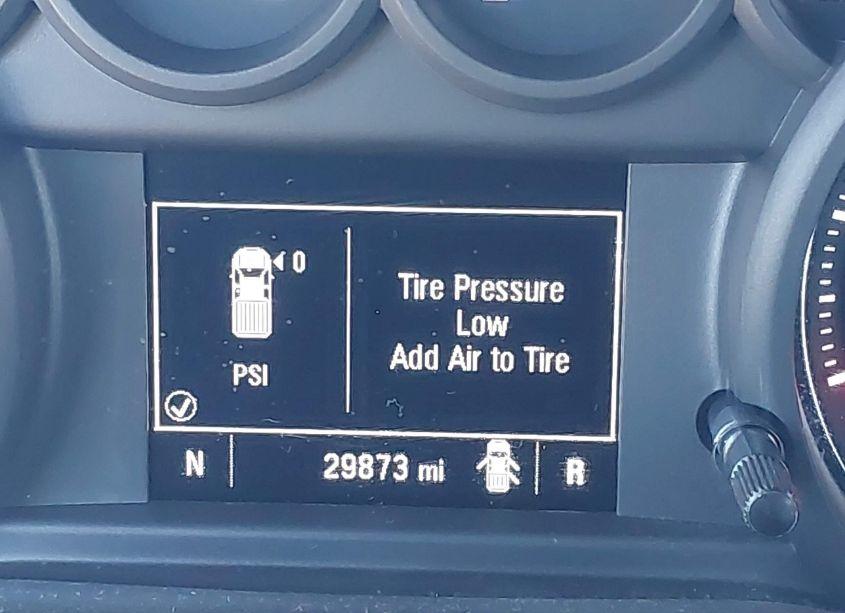 0
PSI
Tire Pressure
Low
Add Air to Tire
N
29873 mi
R